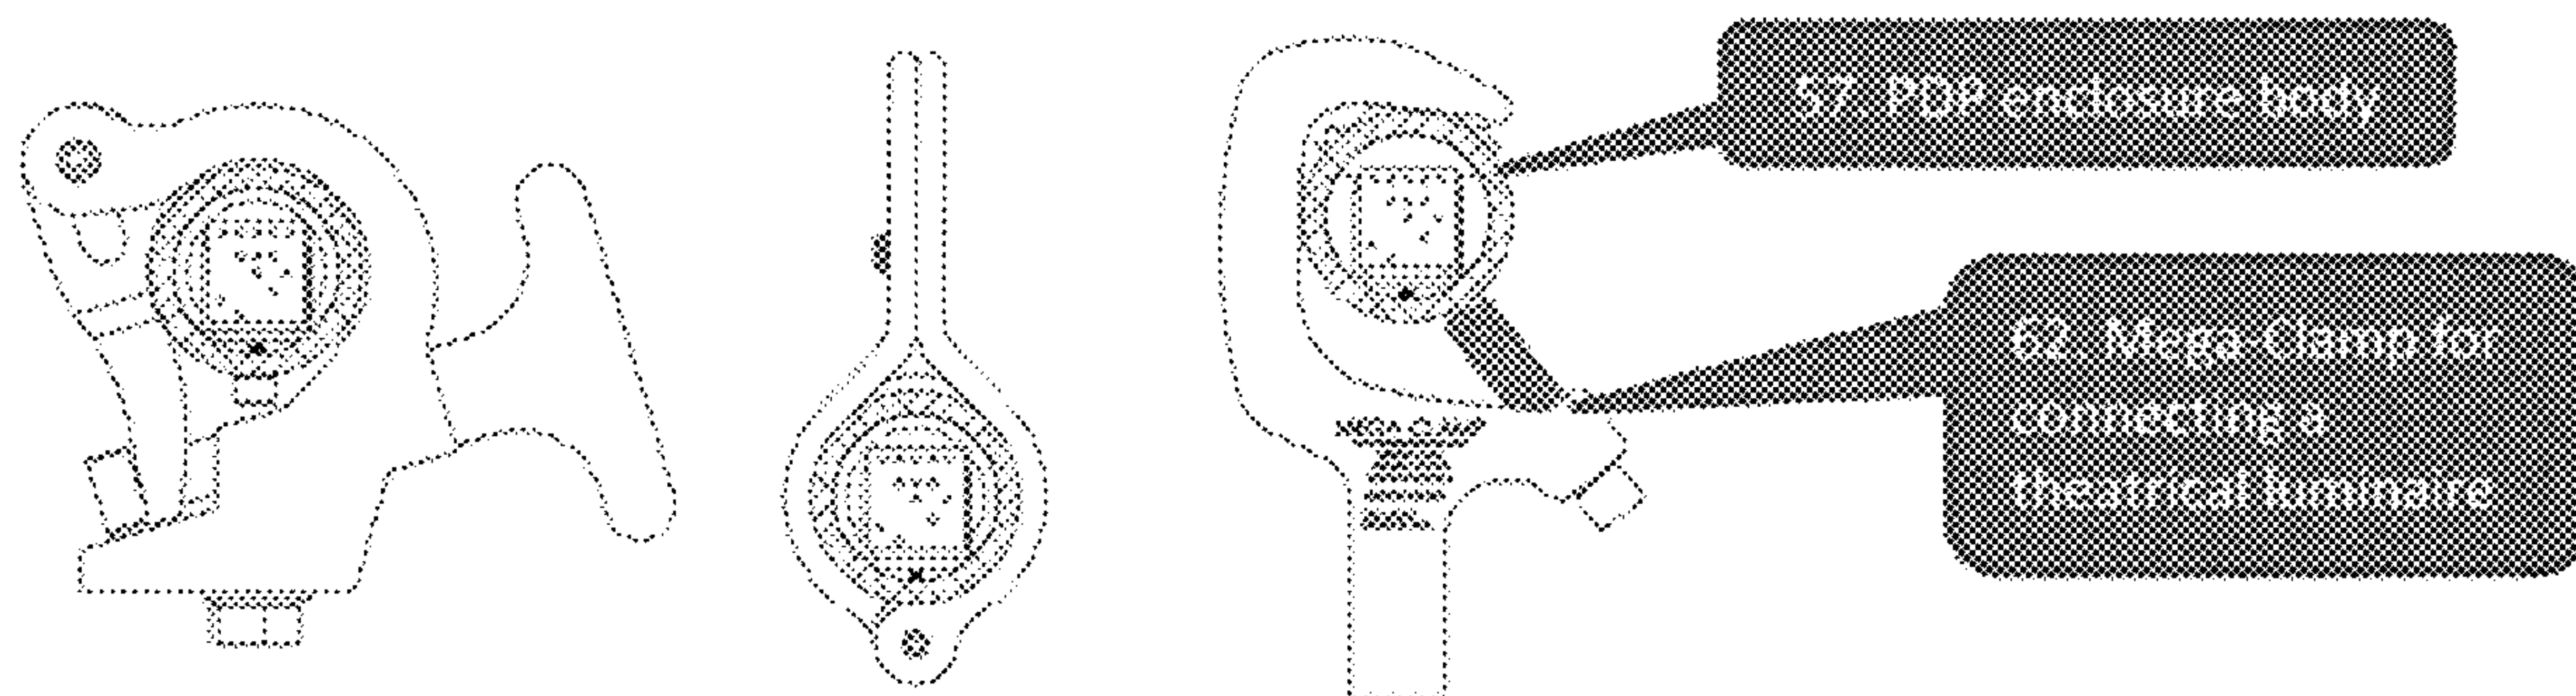 57 PDP enclosure body
62 Mega-Clamp for
connecting a
theatrical luminaire